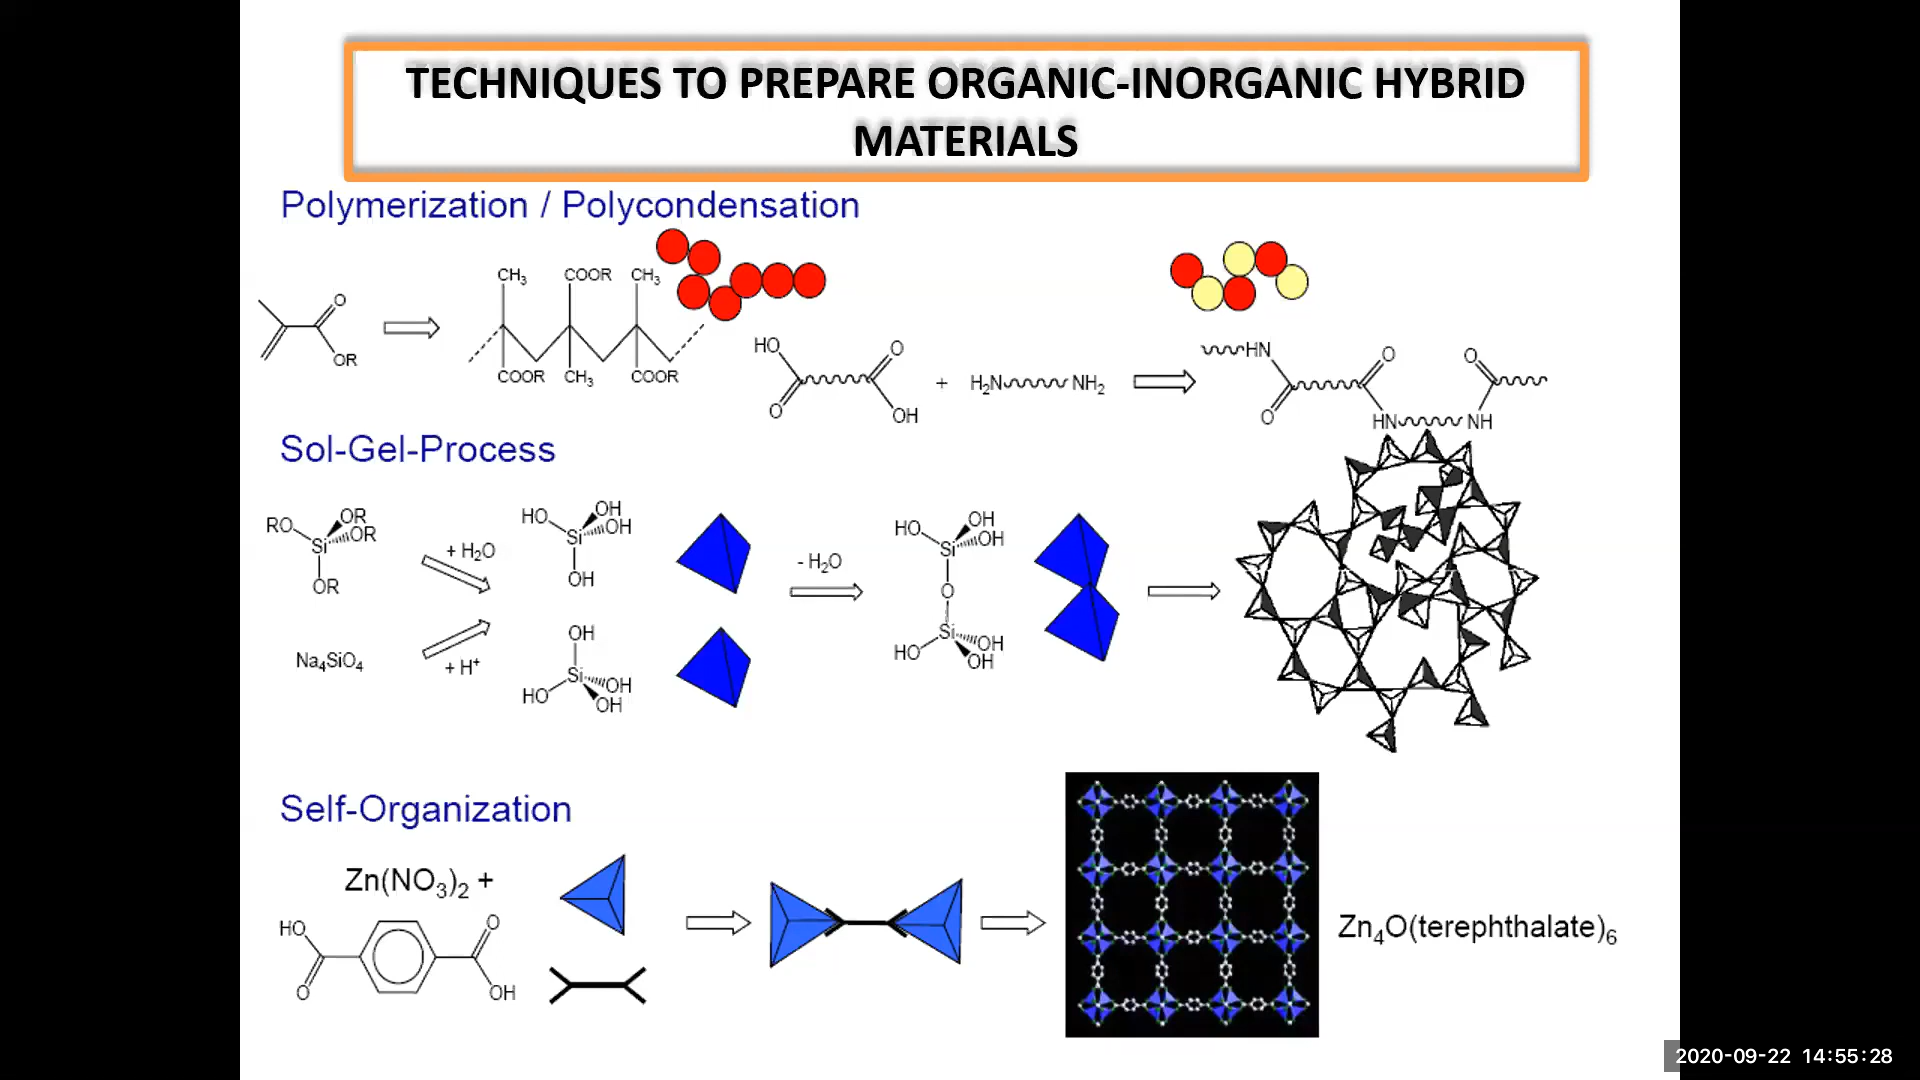 TECHNIQUES TO PREPARE ORGANIC-INORGANIC HYBRID
MATERIALS
Polymerization / Polycondensation
CH3 COOR CH3
O
OR
COOR CH3 COOR
HO O
O OH
+ H2N NH2
HN O O
O HN NH
Sol-Gel-Process
RO OR OR
Si
OR
+ H2O
HO OH OH
Si
OH
- H2O
HO OH OH
Si
O
Si
HO OH OH
Na4SiO4
+ H+
OH
Si
HO OH OH
Self-Organization
Zn(NO3)2 +
HO O
O OH
Zn4O(terephthalate)6
2020-09-22 14:55:28